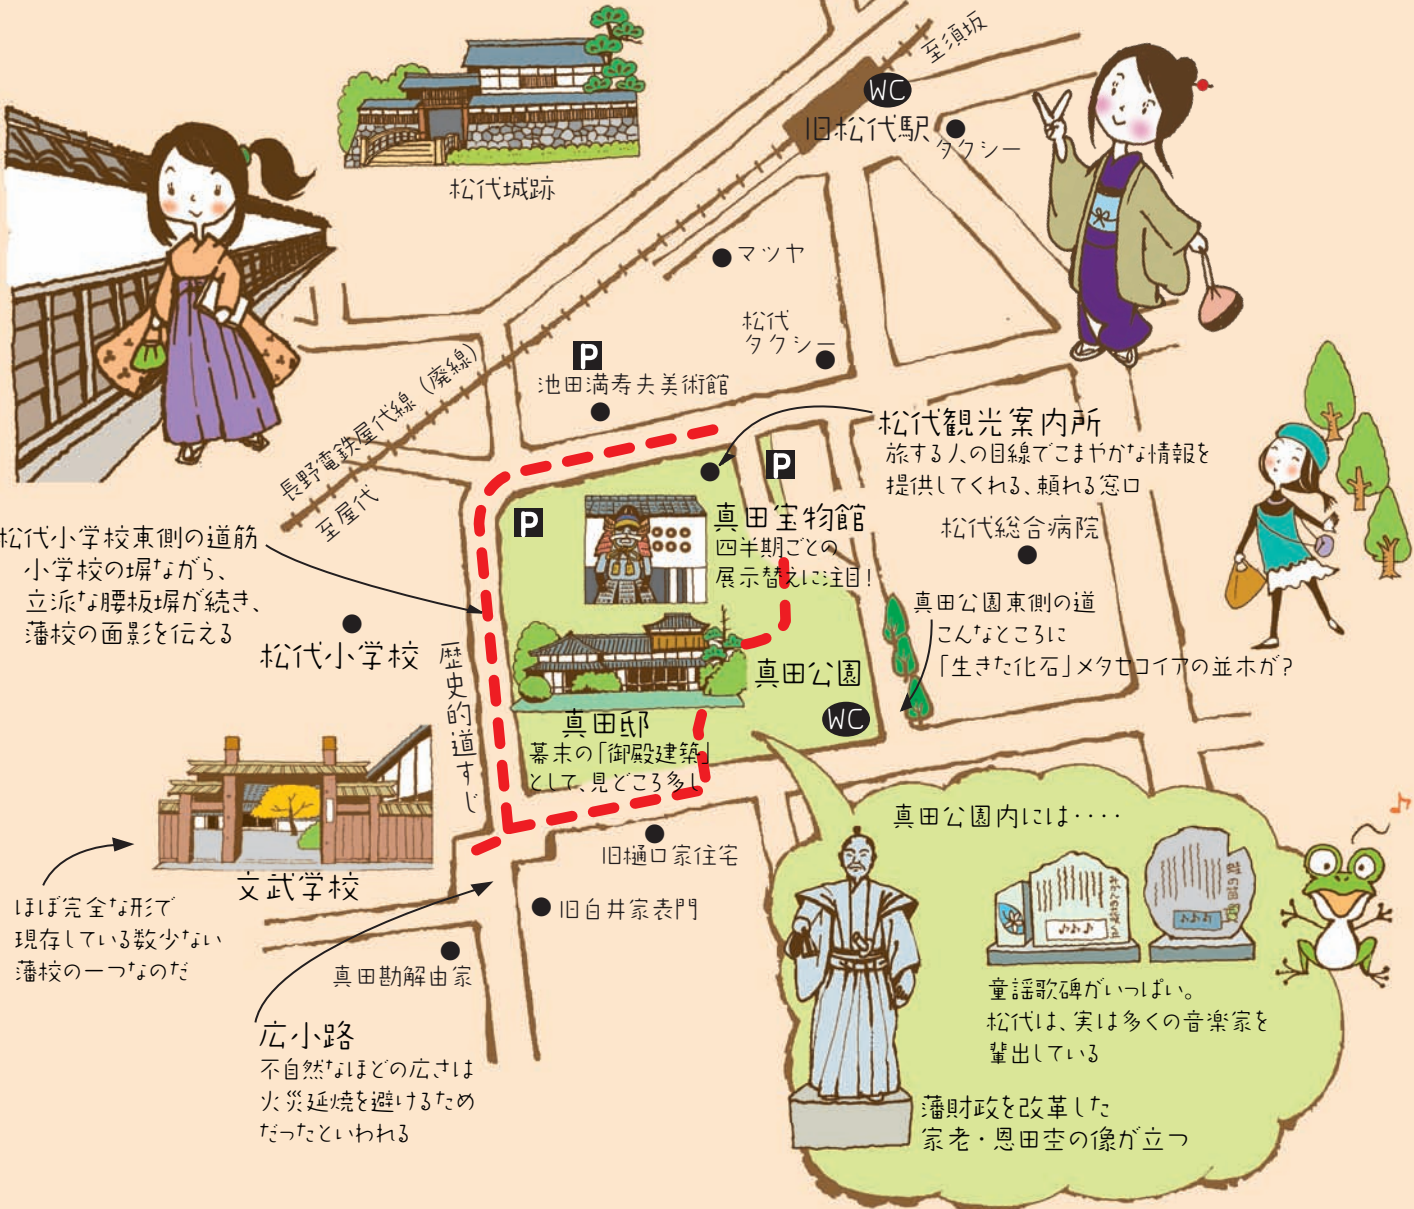 至須坂
WC
旧松代駅
タクシー
松代城跡
マツヤ
松代
タクシー
P
池田満寿夫美術館
長野電鉄屋代線（廃線）
至屋代
松代観光案内所
旅する人の目線でこまやかな情報を
提供してくれる、頼れる窓口
P
P
真田宝物館
四半期ごとの
展示替えに注目!
松代総合病院
松代小学校東側の道筋
小学校の塀ながら、
立派な腰板塀が続き、
藩校の面影を伝える
松代小学校
歴史的道すじ
真田公園東側の道
こんなところに
「生きた化石」メタセコイアの並木が?
真田公園
WC
真田邸
幕末の「御殿建築」
として、見どころ多し
文武学校
ほぼ完全な形で
現存している数少ない
藩校の一つなのだ
旧樋口家住宅
旧白井家表門
真田勘解由家
広小路
不自然なほどの広さは
火災延焼を避けるため
だったといわれる
真田公園内には‥‥
みかんの花咲く丘
蛙の笛
童謡歌碑がいっぱい。
松代は、実は多くの音楽家を
輩出している
藩財政を改革した
家老・恩田杢の像が立つ